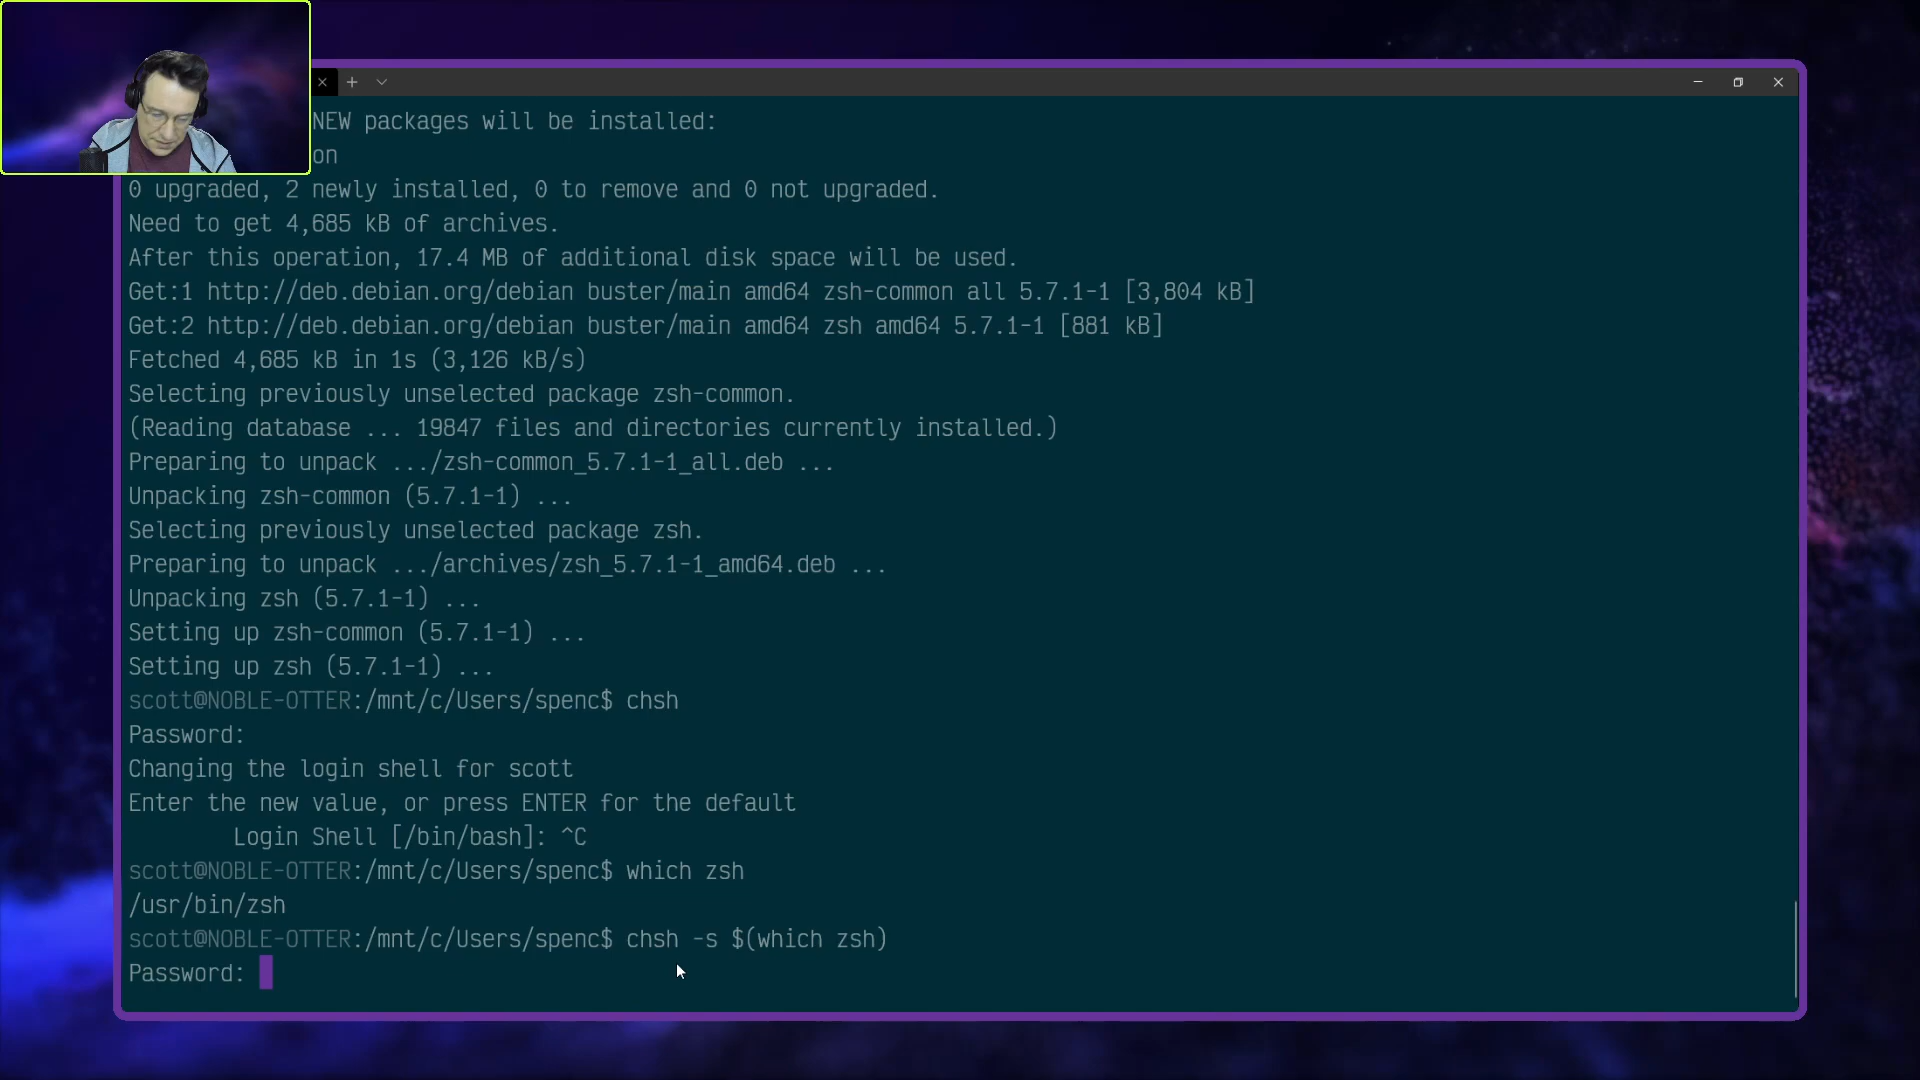 NEW packages will be installed:
on
0 upgraded, 2 newly installed, 0 to remove and 0 not upgraded.
Need to get 4,685 kB of archives.
After this operation, 17.4 MB of additional disk space will be used.
Get:1 http://deb.debian.org/debian buster/main amd64 zsh-common all 5.7.1-1 [3,804 kB]
Get:2 http://deb.debian.org/debian buster/main amd64 zsh amd64 5.7.1-1 [881 kB]
Fetched 4,685 kB in 1s (3,126 kB/s)
Selecting previously unselected package zsh-common.
(Reading database ... 19847 files and directories currently installed.)
Preparing to unpack .../zsh-common_5.7.1-1_all.deb ...
Unpacking zsh-common (5.7.1-1) ...
Selecting previously unselected package zsh.
Preparing to unpack .../archives/zsh_5.7.1-1_amd64.deb ...
Unpacking zsh (5.7.1-1) ...
Setting up zsh-common (5.7.1-1) ...
Setting up zsh (5.7.1-1) ...
scott@NOBLE-OTTER:/mnt/c/Users/spenc$ chsh
Password:
Changing the login shell for scott
Enter the new value, or press ENTER for the default
Login Shell [/bin/bash]: ^C
scott@NOBLE-OTTER:/mnt/c/Users/spenc$ which zsh
/usr/bin/zsh
scott@NOBLE-OTTER:/mnt/c/Users/spenc$ chsh -s $(which zsh)
Password: